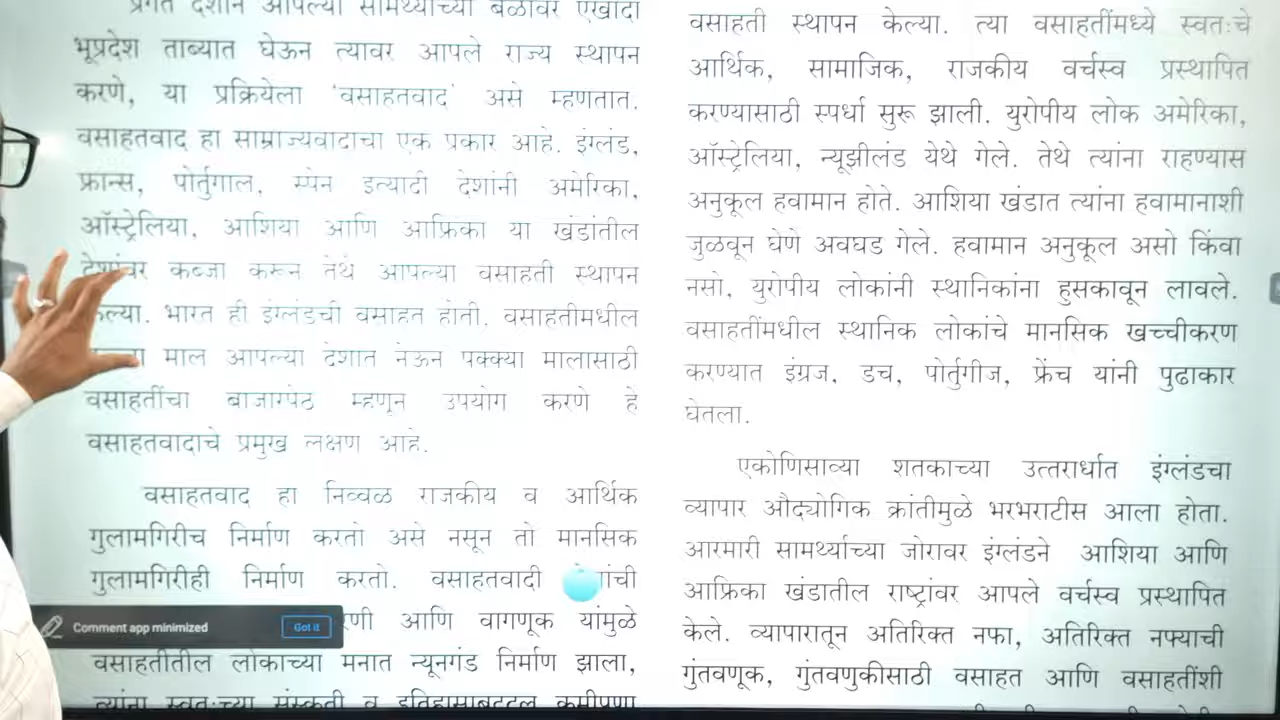 प्रगत देशाने आपल्या सामर्थ्याच्या बळावर एखादा
भूप्रदेश ताब्यात घेऊन त्यावर आपले राज्य स्थापन
करणे, या प्रक्रियेला 'वसाहतवाद' असे म्हणतात.
वसाहतवाद हा साम्राज्यवादाचा एक प्रकार आहे. इंग्लंड,
फ्रान्स, पोर्तुगाल, स्पेन इत्यादी देशांनी अमेरिका,
ऑस्ट्रेलिया, आशिया आणि आफ्रिका या खंडांतील
देशांवर कब्जा करून तेथे आपल्या वसाहती स्थापन
केल्या. भारत ही इंग्लंडची वसाहत होती. वसाहतीमधील
माल आपल्या देशात नेऊन पक्क्या मालासाठी
वसाहतींचा बाजारपेठ म्हणून उपयोग करणे हे
वसाहतवादाचे प्रमुख लक्षण आहे.
वसाहतवाद हा निव्वळ राजकीय व आर्थिक
गुलामगिरीच निर्माण करतो असे नसून तो मानसिक
गुलामगिरीही निर्माण करतो. वसाहतवादी
आणि वागणूक यांमुळे
वसाहतीतील लोकाच्या मनात न्यूनगंड निर्माण झाला,
त्यांना स्वतःच्या संस्कृती व इतिहासाबद्दल कमीपणा
वसाहती स्थापन केल्या. त्या वसाहतींमध्ये स्वतःचे
आर्थिक, सामाजिक, राजकीय वर्चस्व प्रस्थापित
करण्यासाठी स्पर्धा सुरू झाली. युरोपीय लोक अमेरिका,
ऑस्ट्रेलिया, न्यूझीलंड येथे गेले. तेथे त्यांना राहण्यास
अनुकूल हवामान होते. आशिया खंडात त्यांना हवामानाशी
जुळवून घेणे अवघड गेले. हवामान अनुकूल असो किंवा
नसो, युरोपीय लोकांनी स्थानिकांना हुसकावून लावले.
वसाहतींमधील स्थानिक लोकांचे मानसिक खच्चीकरण
करण्यात इंग्रज, डच, पोर्तुगीज, फ्रेंच यांनी पुढाकार
घेतला.
एकोणिसाव्या शतकाच्या उत्तरार्धात इंग्लंडचा
व्यापार औद्योगिक क्रांतीमुळे भरभराटीस आला होता.
आरमारी सामर्थ्याच्या जोरावर इंग्लंडने आशिया आणि
आफ्रिका खंडातील राष्ट्रांवर आपले वर्चस्व प्रस्थापित
केले. व्यापारातून अतिरिक्त नफा, अतिरिक्त नफ्याची
गुंतवणूक, गुंतवणुकीसाठी वसाहत आणि वसाहतींशी
Comment app minimized
Got it